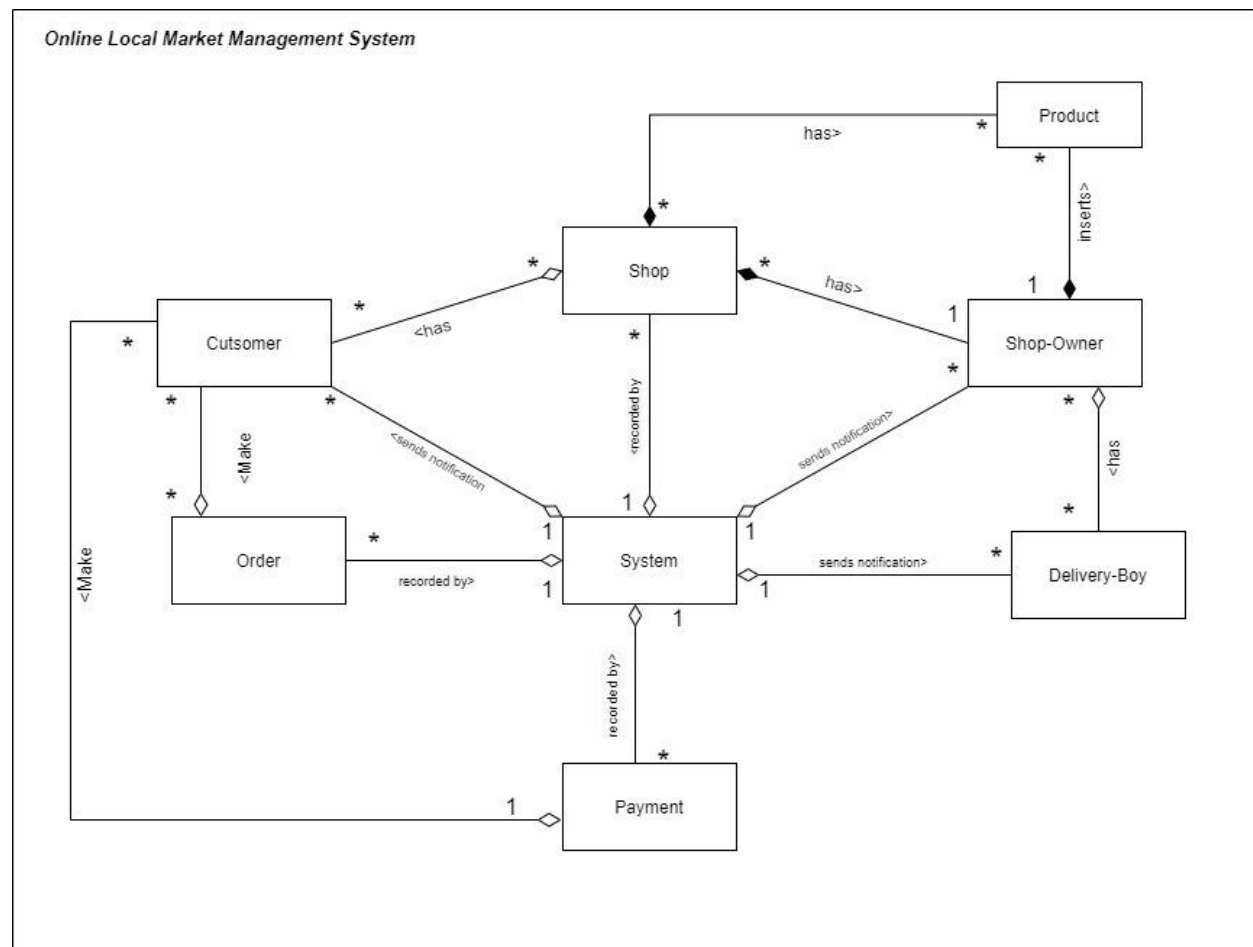 Online Local Market Management System
Product
*
has>
*
inserts>
*
Shop
*
*
has>
1
1
Shop-Owner
*
<has
*
Cutsomer
*
*
*
*
*
<Make
<sends notification
<recorded by
sends notification>
<has
*
*
1
1
1
*
Order
*
recorded by>
1
System
1
sends notification>
*
Delivery-Boy
1
<Make
recorded by>
*
1
Payment